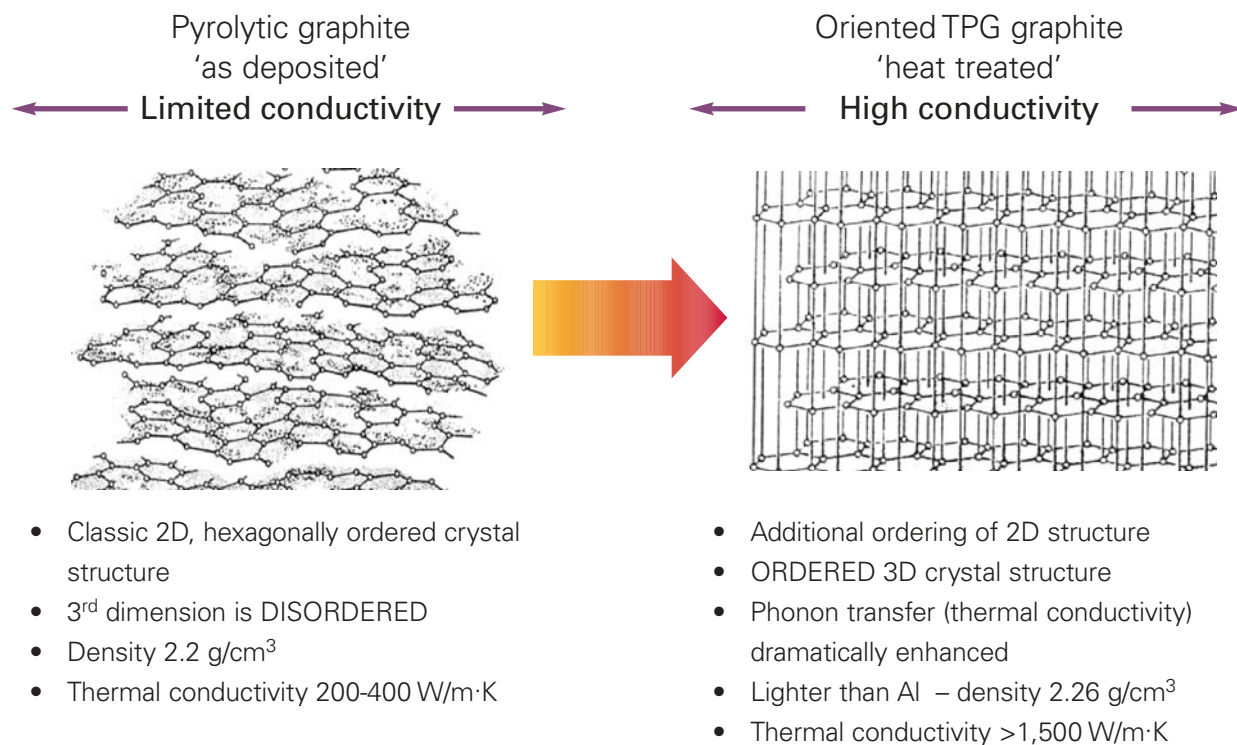 Pyrolytic graphite
‘as deposited’
Limited conductivity
• Classic 2D, hexagonally ordered crystal
structure
• 3rd dimension is DISORDERED
• Density 2.2 g/cm³
• Thermal conductivity 200-400 W/m·K
Oriented TPG graphite
‘heat treated’
High conductivity
• Additional ordering of 2D structure
• ORDERED 3D crystal structure
• Phonon transfer (thermal conductivity)
dramatically enhanced
• Lighter than Al – density 2.26 g/cm³
• Thermal conductivity >1,500 W/m·K